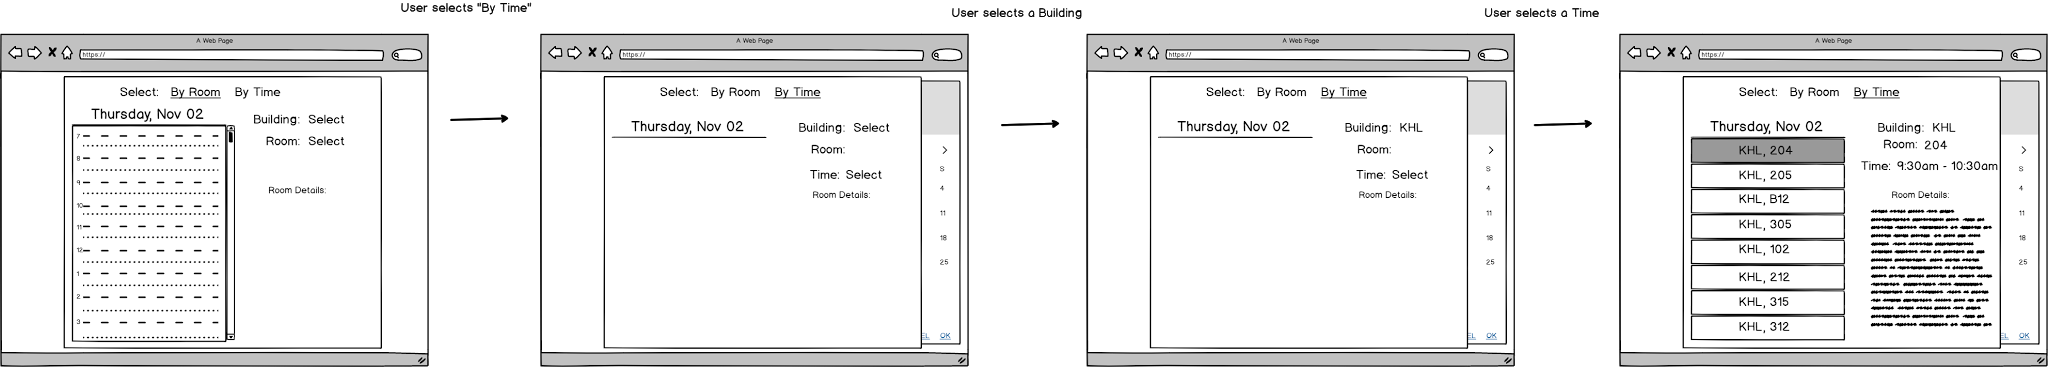 User selects "By Time"
User selects a Building
User selects a Time
A Web Page
https://
Select: By Room By Time
Thursday, Nov 02
Building: Select
Room: Select
7
8
9
10
11
12
1
2
3
Room Details:
A Web Page
https://
Select: By Room By Time
Thursday, Nov 02
Building: Select
Room:
Time: Select
Room Details:
S
4
11
18
25
EL OK
A Web Page
https://
Select: By Room By Time
Thursday, Nov 02
Building: KHL
Room:
Time: Select
Room Details:
S
4
11
18
25
EL OK
A Web Page
https://
Select: By Room By Time
Thursday, Nov 02
KHL, 204
KHL, 205
KHL, B12
KHL, 305
KHL, 102
KHL, 212
KHL, 315
KHL, 312
Building: KHL
Room: 204
Time: 9:30am - 10:30am
Room Details:
S
4
11
18
25
EL OK